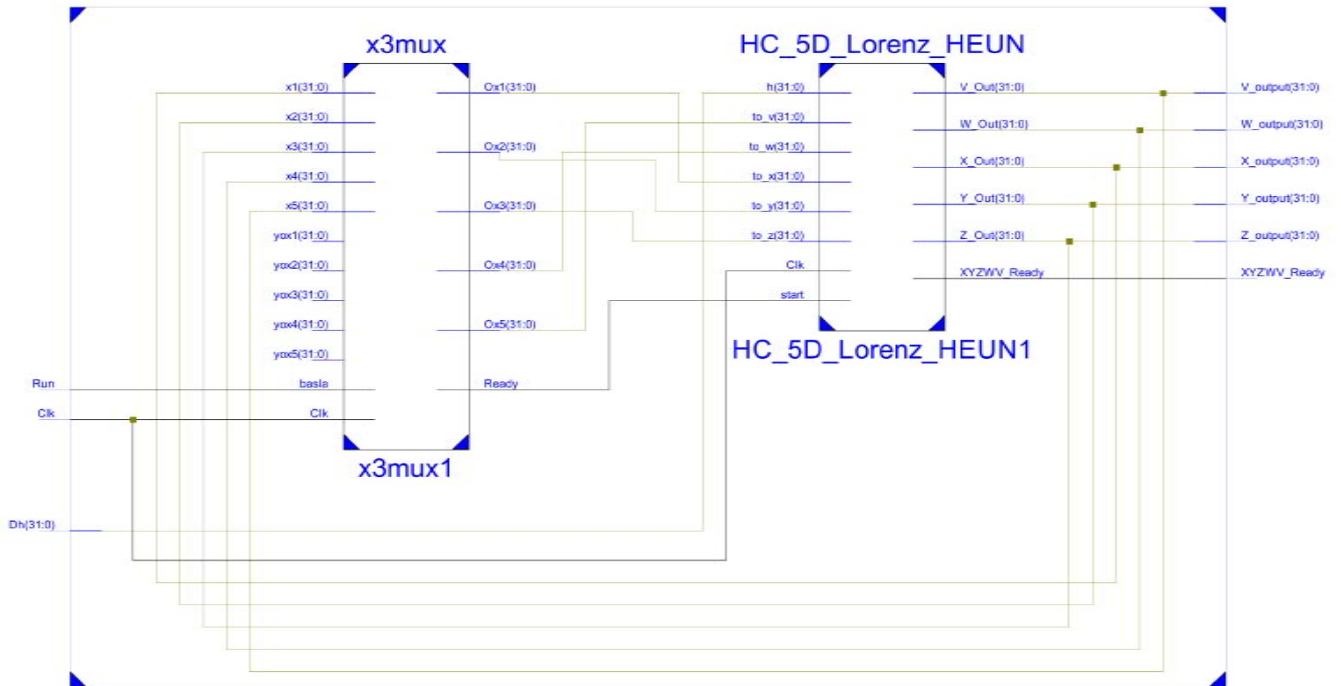 x3mux
x1(31:0)
x2(31:0)
x3(31:0)
x4(31:0)
x5(31:0)
yox1(31:0)
yox2(31:0)
yox3(31:0)
yox4(31:0)
yox5(31:0)
basla
Clk
Ox1(31:0)
Ox2(31:0)
Ox3(31:0)
Ox4(31:0)
Ox5(31:0)
Ready
x3mux1
Run
Clk
Dh(31:0)
HC_5D_Lorenz_HEUN
h(31:0)
to_v(31:0)
to_w(31:0)
to_x(31:0)
to_y(31:0)
to_z(31:0)
Clk
start
V_Out(31:0)
W_Out(31:0)
X_Out(31:0)
Y_Out(31:0)
Z_Out(31:0)
XYZWV_Ready
HC_5D_Lorenz_HEUN1
V_output(31:0)
W_output(31:0)
X_output(31:0)
Y_output(31:0)
Z_output(31:0)
XYZWV_Ready